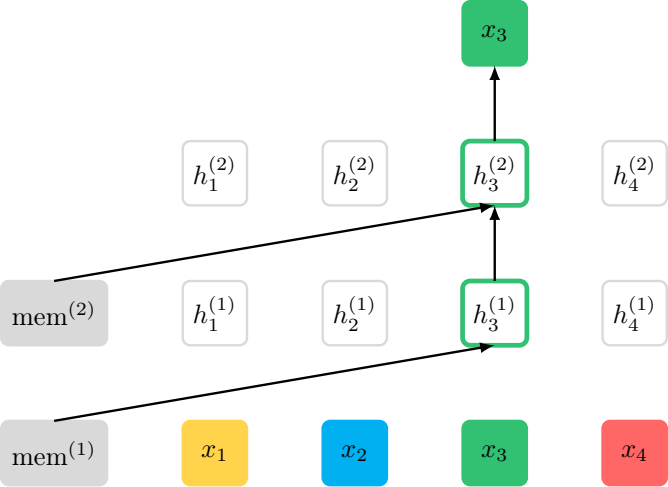 x₃
h₁⁽²⁾ h₂⁽²⁾ h₃⁽²⁾ h₄⁽²⁾
mem⁽²⁾ h₁⁽¹⁾ h₂⁽¹⁾ h₃⁽¹⁾ h₄⁽¹⁾
mem⁽¹⁾ x₁ x₂ x₃ x₄